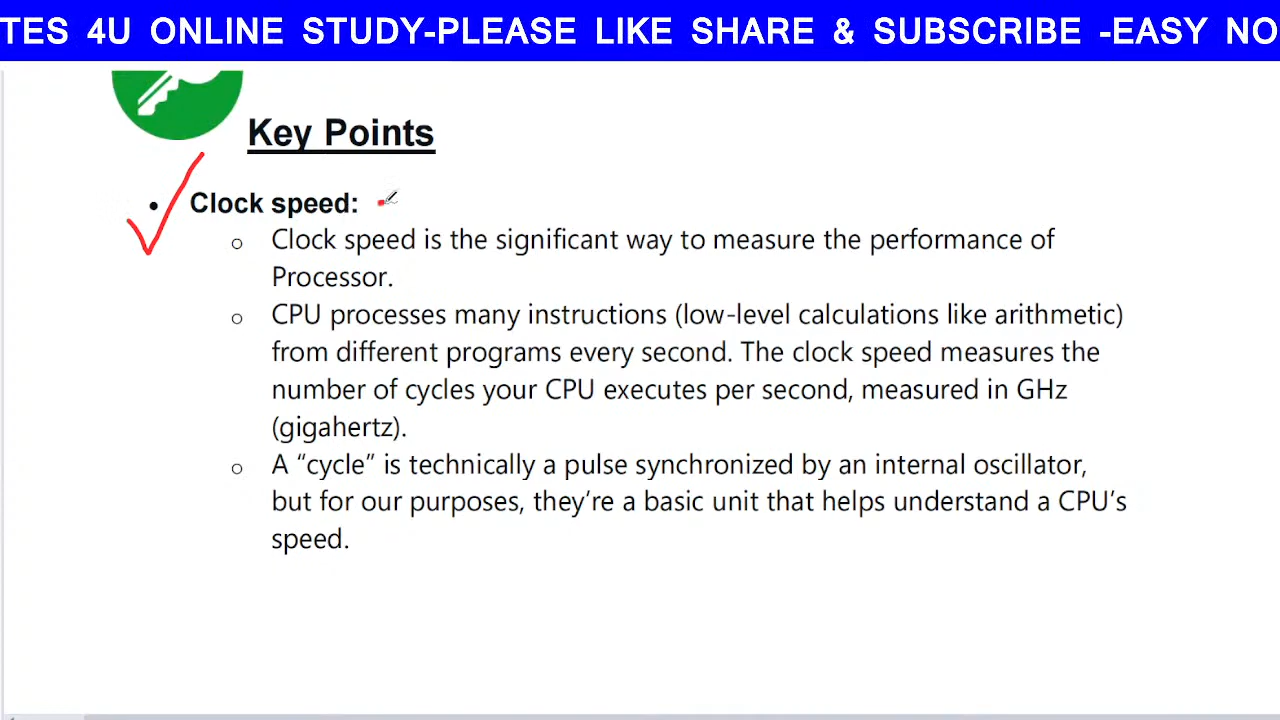 TES 4U ONLINE STUDY-PLEASE LIKE SHARE & SUBSCRIBE -EASY NO
Key Points
• Clock speed:
o Clock speed is the significant way to measure the performance of
Processor.
o CPU processes many instructions (low-level calculations like arithmetic)
from different programs every second. The clock speed measures the
number of cycles your CPU executes per second, measured in GHz
(gigahertz).
o A “cycle” is technically a pulse synchronized by an internal oscillator,
but for our purposes, they’re a basic unit that helps understand a CPU’s
speed.